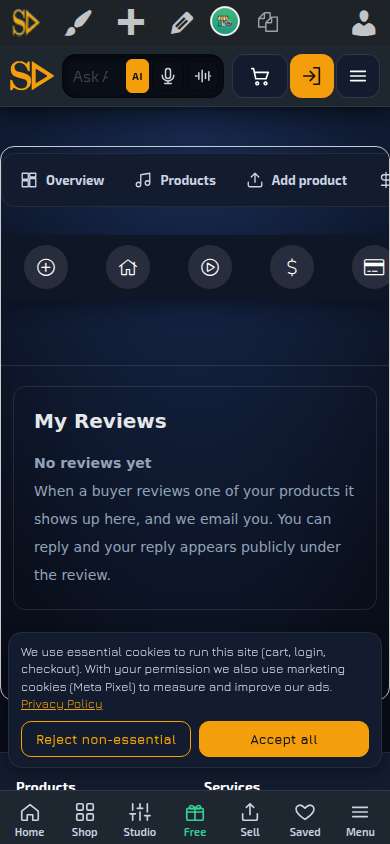 SD
SD
Ask A
AI
Overview
Products
Add product
$
$
My Reviews
No reviews yet
When a buyer reviews one of your products it
shows up here, and we email you. You can
reply and your reply appears publicly under
the review.
We use essential cookies to run this site (cart, login,
checkout). With your permission we also use marketing
cookies (Meta Pixel) to measure and improve our ads.
Privacy Policy
Reject non-essential
Accept all
Products
Services
Home
Shop
Studio
Free
Sell
Saved
Menu